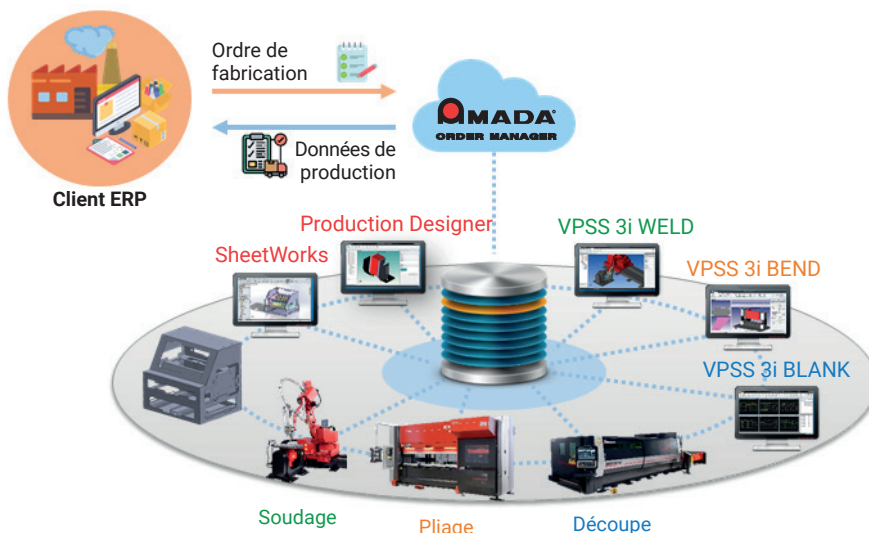 Ordre de
fabrication
AMADA
ORDER MANAGER
Données de
production
Client ERP
Production Designer
VPSS 3i WELD
SheetWorks
VPSS 3i BEND
VPSS 3i BLANK
Soudage
Pliage
Découpe